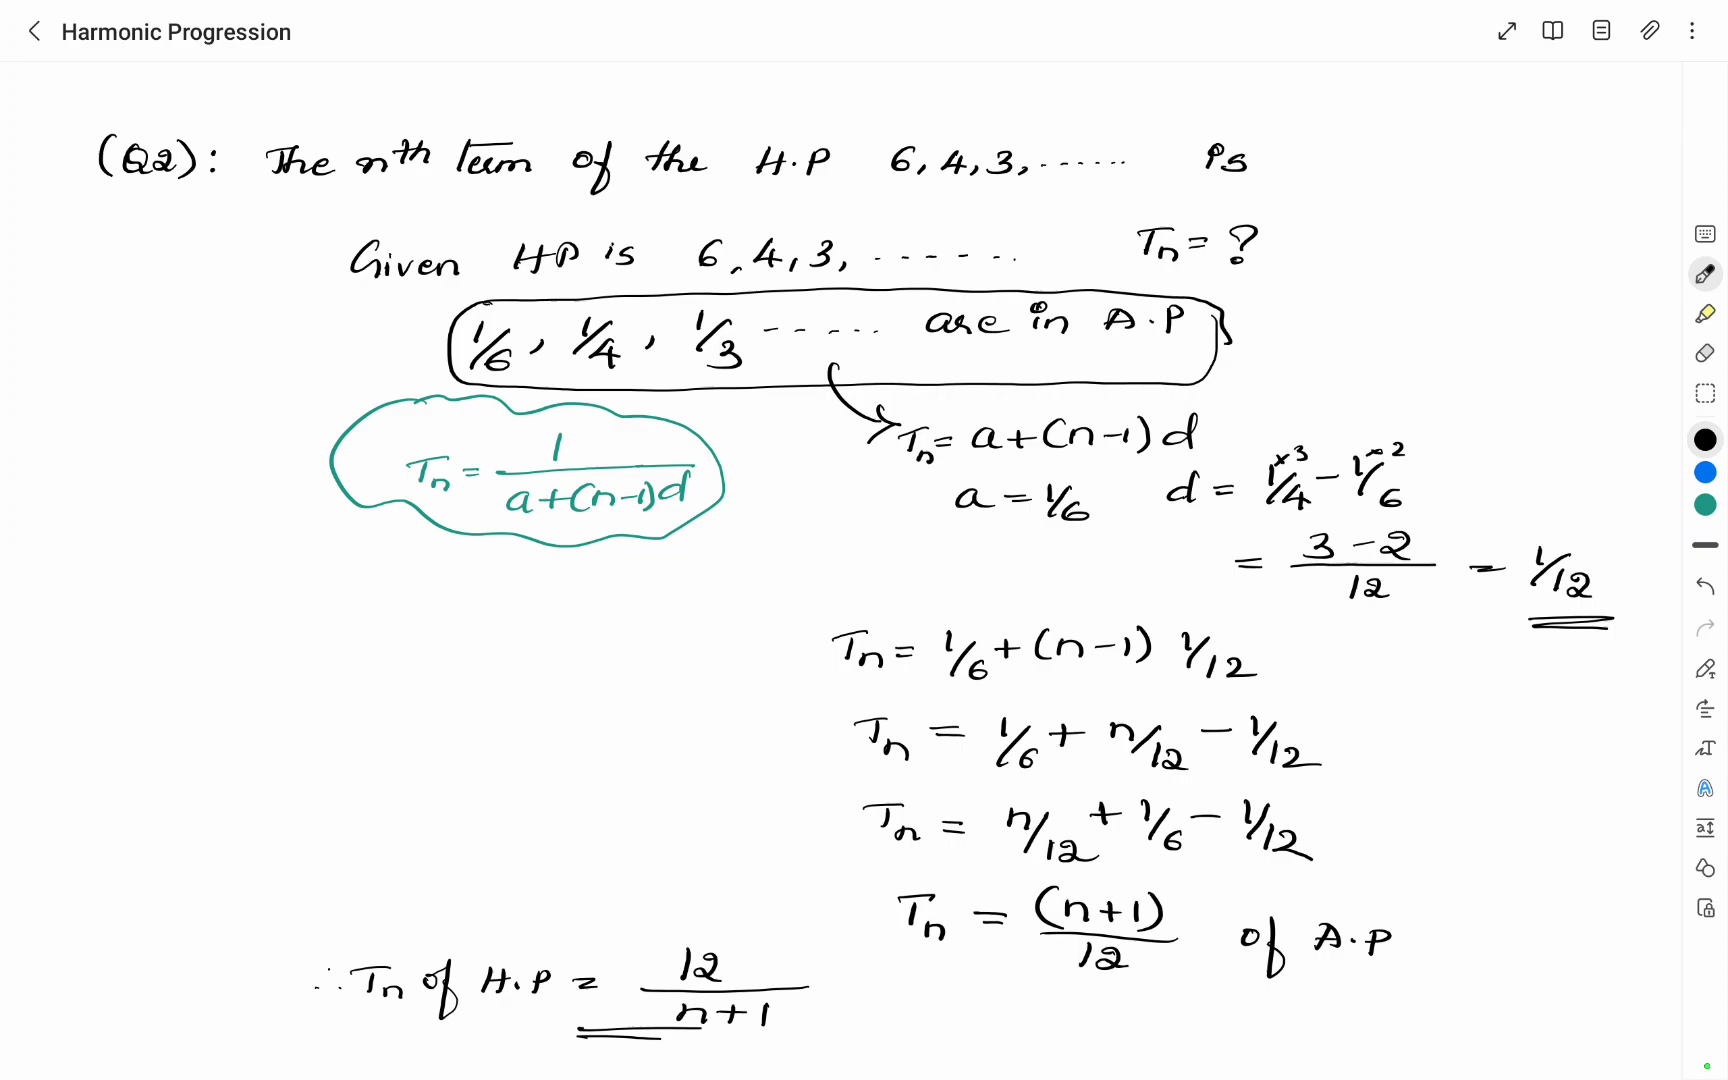 Harmonic Progression
(Q2): The nth term of the H.P 6, 4, 3, ...... is
Given HP is 6, 4, 3, ....... Tn = ?
1/6, 1/4, 1/3 ------ are in A.P
Tn = 1/(a+(n-1)d)
Tn = a+(n-1)d
a = 1/6 d = 1/4 ×3 - 1/6 ×2
= (3-2)/12 = 1/12
Tn = 1/6 + (n-1) 1/12
Tn = 1/6 + n/12 - 1/12
Tn = n/12 + 1/6 - 1/12
Tn = (n+1)/12 of A.P
∴ Tn of H.P = 12/(n+1)